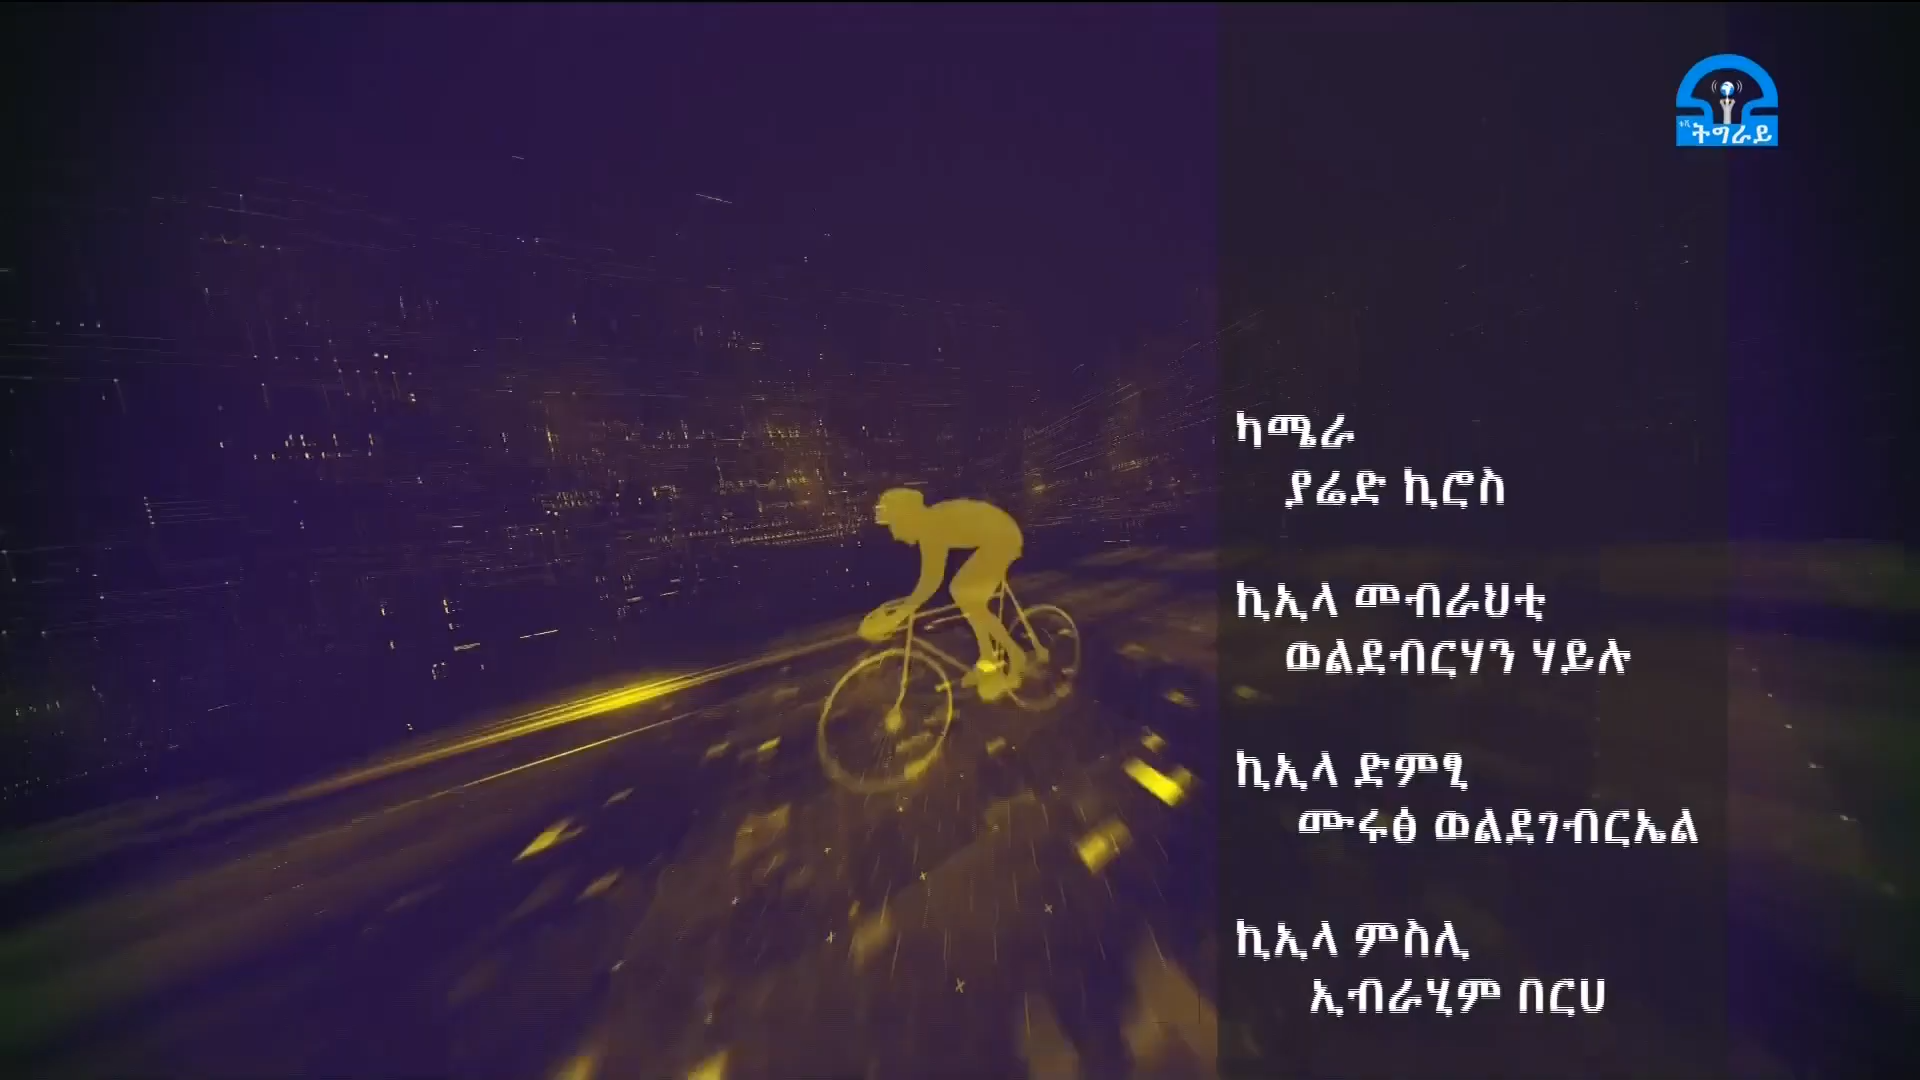 ትግራይ
ካሜራ
ያሬድ ኪሮስ
ኪኢላ መብራህቲ
ወልደብርሃን ሃይሉ
ኪኢላ ድምፂ
ሙሩፅ ወልደገብርኤል
ኪኢላ ምስሊ
ኢብራሂም በርሀ